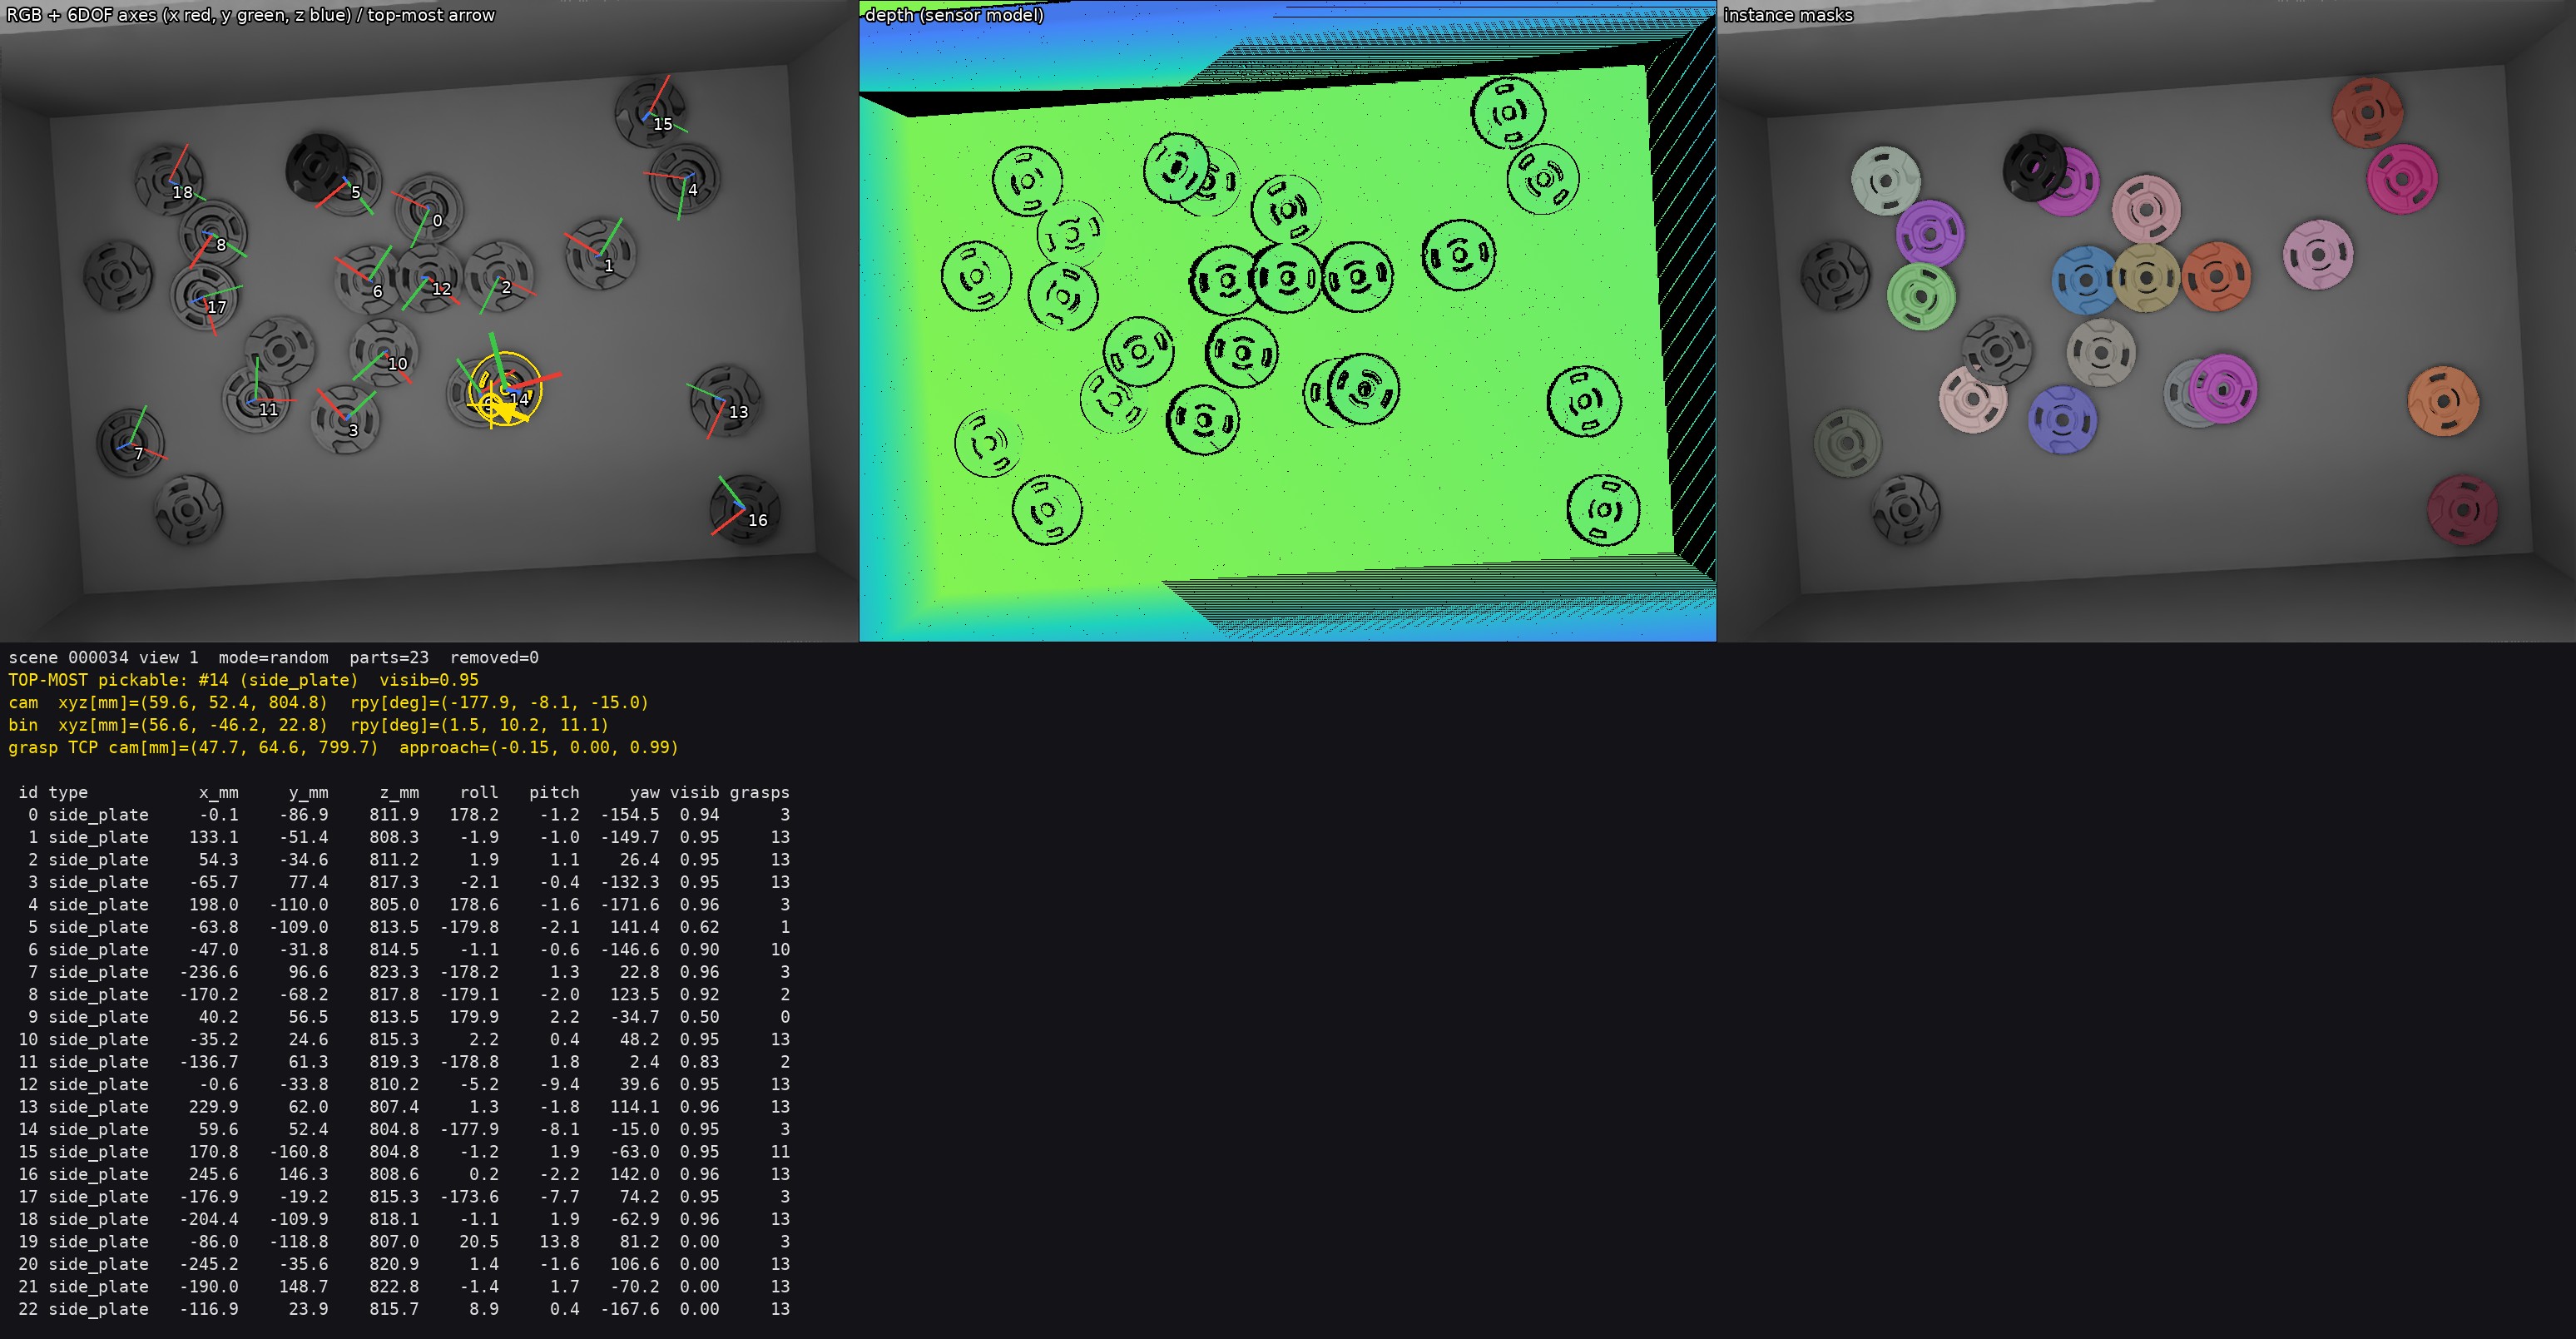 RGB + 6DOF axes (x red, y green, z blue) / top-most arrow
depth (sensor model)
instance masks
15
18
5
4
0
8
1
6
12
2
17
10
14
11
3
13
7
16
scene 000034 view 1  mode=random  parts=23  removed=0
TOP-MOST pickable: #14 (side_plate)  visib=0.95
cam  xyz[mm]=(59.6, 52.4, 804.8)  rpy[deg]=(-177.9, -8.1, -15.0)
bin  xyz[mm]=(56.6, -46.2, 22.8)  rpy[deg]=(1.5, 10.2, 11.1)
grasp TCP cam[mm]=(47.7, 64.6, 799.7)  approach=(-0.15, 0.00, 0.99)
id type x_mm y_mm z_mm roll pitch yaw visib grasps
0 side_plate -0.1 -86.9 811.9 178.2 -1.2 -154.5 0.94 3
1 side_plate 133.1 -51.4 808.3 -1.9 -1.0 -149.7 0.95 13
2 side_plate 54.3 -34.6 811.2 1.9 1.1 26.4 0.95 13
3 side_plate -65.7 77.4 817.3 -2.1 -0.4 -132.3 0.95 13
4 side_plate 198.0 -110.0 805.0 178.6 -1.6 -171.6 0.96 3
5 side_plate -63.8 -109.0 813.5 -179.8 -2.1 141.4 0.62 1
6 side_plate -47.0 -31.8 814.5 -1.1 -0.6 -146.6 0.90 10
7 side_plate -236.6 96.6 823.3 -178.2 1.3 22.8 0.96 3
8 side_plate -170.2 -68.2 817.8 -179.1 -2.0 123.5 0.92 2
9 side_plate 40.2 56.5 813.5 179.9 2.2 -34.7 0.50 0
10 side_plate -35.2 24.6 815.3 2.2 0.4 48.2 0.95 13
11 side_plate -136.7 61.3 819.3 -178.8 1.8 2.4 0.83 2
12 side_plate -0.6 -33.8 810.2 -5.2 -9.4 39.6 0.95 13
13 side_plate 229.9 62.0 807.4 1.3 -1.8 114.1 0.96 13
14 side_plate 59.6 52.4 804.8 -177.9 -8.1 -15.0 0.95 3
15 side_plate 170.8 -160.8 804.8 -1.2 1.9 -63.0 0.95 11
16 side_plate 245.6 146.3 808.6 0.2 -2.2 142.0 0.96 13
17 side_plate -176.9 -19.2 815.3 -173.6 -7.7 74.2 0.95 3
18 side_plate -204.4 -109.9 818.1 -1.1 1.9 -62.9 0.96 13
19 side_plate -86.0 -118.8 807.0 20.5 13.8 81.2 0.00 3
20 side_plate -245.2 -35.6 820.9 1.4 -1.6 106.6 0.00 13
21 side_plate -190.0 148.7 822.8 -1.4 1.7 -70.2 0.00 13
22 side_plate -116.9 23.9 815.7 8.9 0.4 -167.6 0.00 13